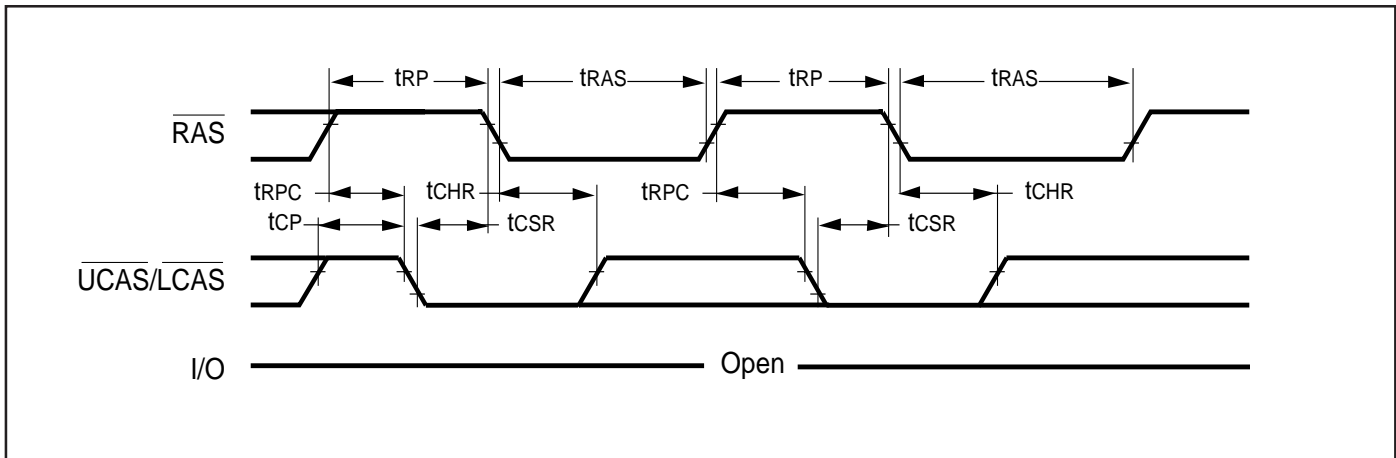 tRP tRAS tRP tRAS
RAS
tRPC tCHR tRPC tCHR
tCP tCSR tCSR
UCAS/LCAS
I/O Open